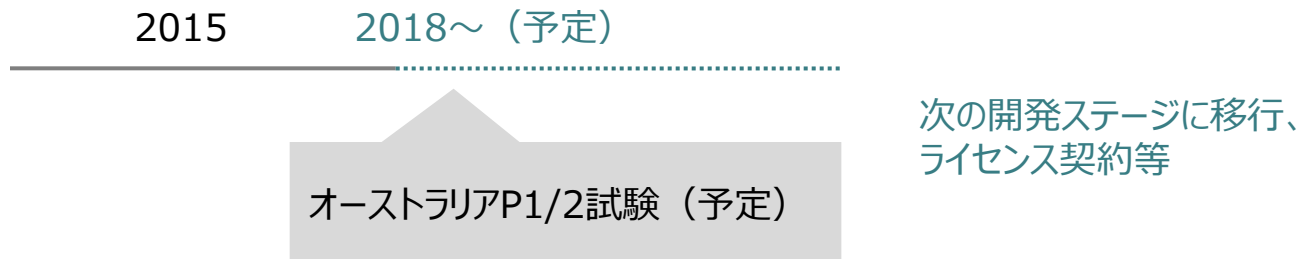 2015 2018～（予定）
次の開発ステージに移行、
ライセンス契約等
オーストラリアP1/2試験（予定）